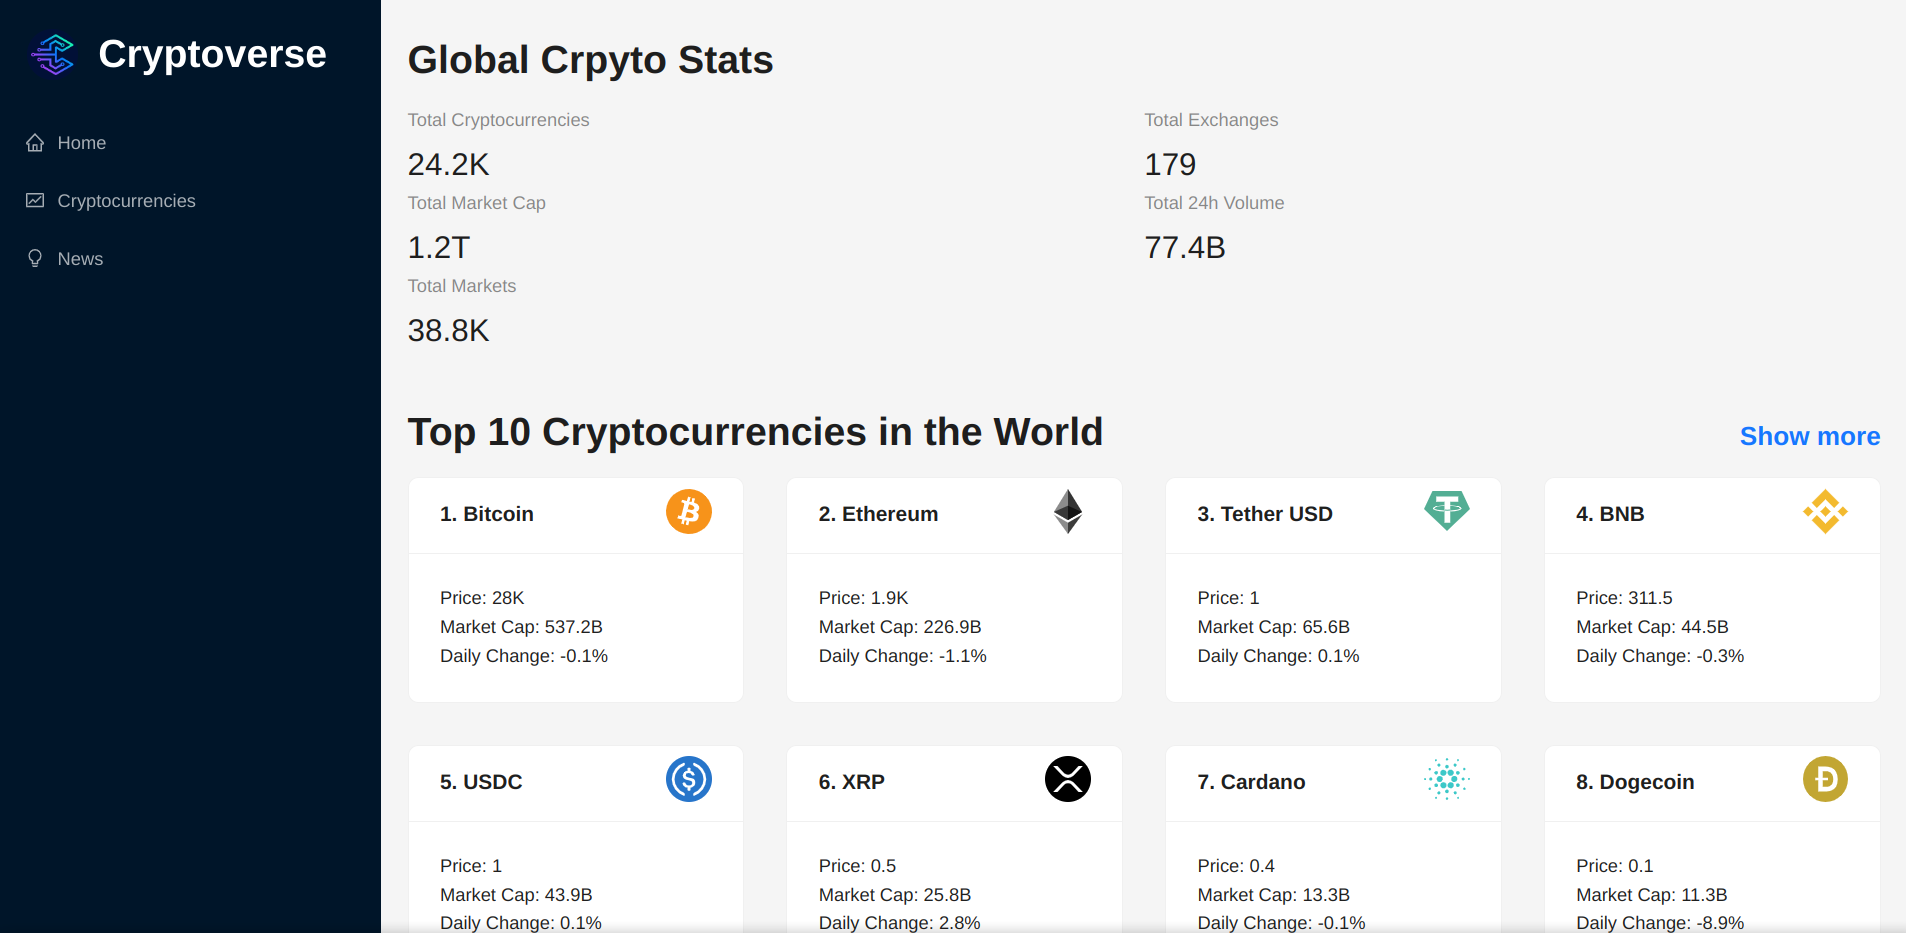 Cryptoverse
Home
Cryptocurrencies
News
Global Crpyto Stats
Total Cryptocurrencies
24.2K
Total Exchanges
179
Total Market Cap
1.2T
Total 24h Volume
77.4B
Total Markets
38.8K
Top 10 Cryptocurrencies in the World
Show more
1. Bitcoin
Price: 28K
Market Cap: 537.2B
Daily Change: -0.1%
2. Ethereum
Price: 1.9K
Market Cap: 226.9B
Daily Change: -1.1%
3. Tether USD
Price: 1
Market Cap: 65.6B
Daily Change: 0.1%
4. BNB
Price: 311.5
Market Cap: 44.5B
Daily Change: -0.3%
5. USDC
Price: 1
Market Cap: 43.9B
Daily Change: 0.1%
6. XRP
Price: 0.5
Market Cap: 25.8B
Daily Change: 2.8%
7. Cardano
Price: 0.4
Market Cap: 13.3B
Daily Change: -0.1%
8. Dogecoin
Price: 0.1
Market Cap: 11.3B
Daily Change: -8.9%